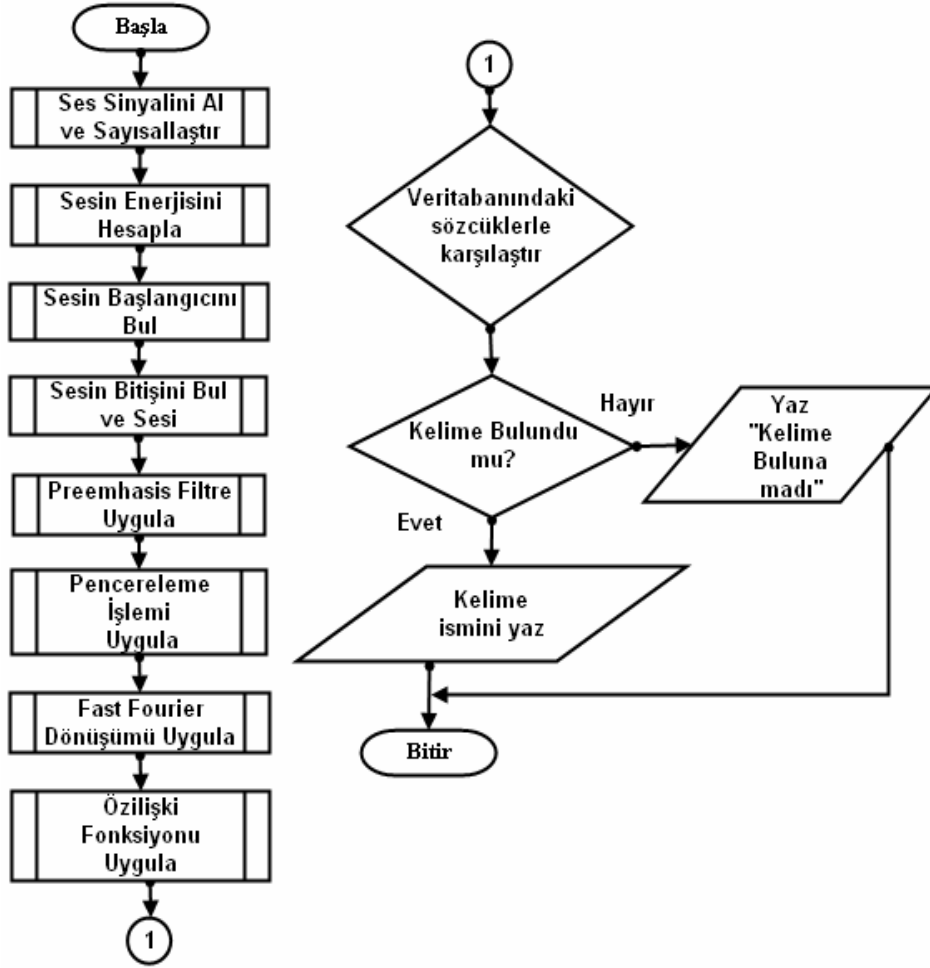 Başla
Ses Sinyalini Al
ve Sayısallaştır
Sesin Enerjisini
Hesapla
Sesin Başlangıcını
Bul
Sesin Bitişini Bul
ve Sesi
Preemhasis Filtre
Uygula
Pencereleme
İşlemi
Uygula
Fast Fourier
Dönüşümü Uygula
Özilişki
Fonksiyonu
Uygula
1
1
Veritabanındaki
sözcüklerle
karşılaştır
Kelime Bulundu
mu?
Hayır
Yaz
"Kelime
Buluna
madı"
Evet
Kelime
ismini yaz
Bitir